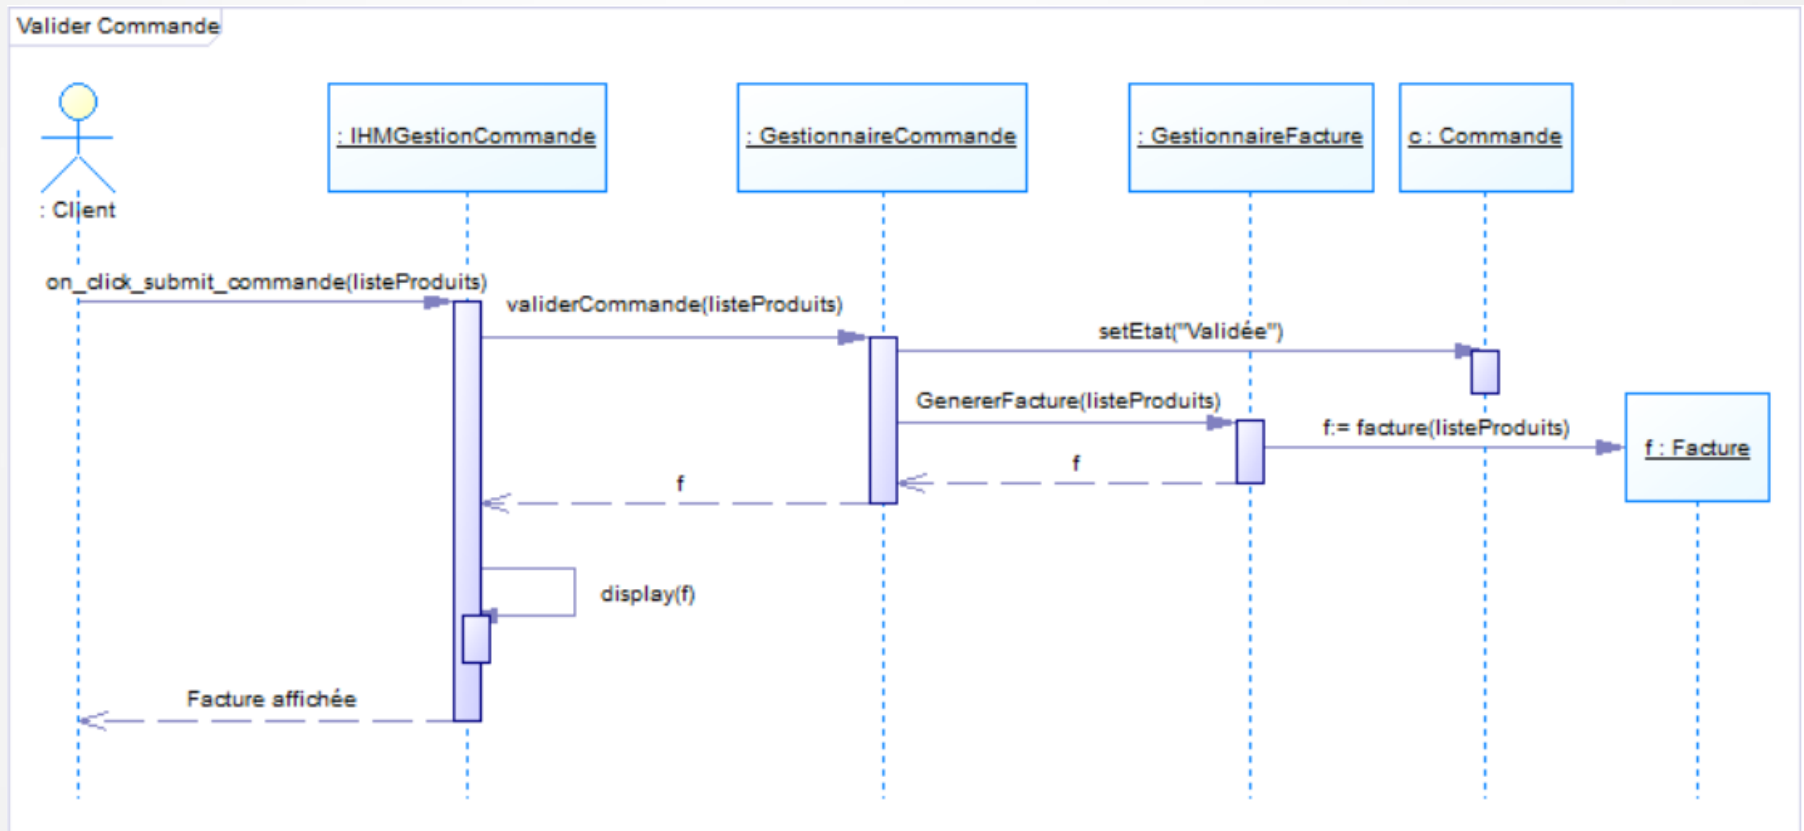 Valider Commande
: IHMGestionCommande
: GestionnaireCommande
: GestionnaireFacture
c : Commande
: Client
on_click_submit_commande(listeProduits)
validerCommande(listeProduits)
setEtat("Validée")
GenererFacture(listeProduits)
f:= facture(listeProduits)
f : Facture
f
f
display(f)
Facture affichée